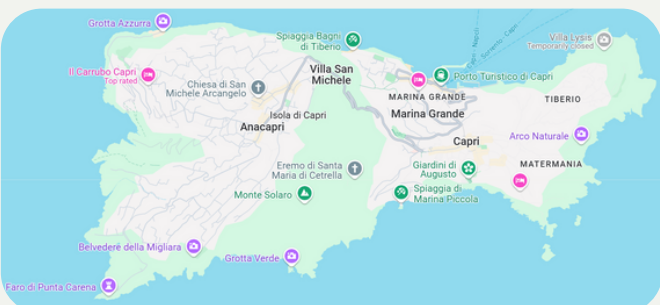 Grotta Azzurra
Spiaggia Bagni
di Tiberio
Villa Lysis
Temporarily closed
Il Carrubo Capri
Top rated
Villa San
Michele
Porto Turistico di Capri
Chiesa di San
Michele Arcangelo
MARINA GRANDE
TIBERIO
Isola di Capri
Marina Grande
Anacapri
Arco Naturale
Capri
Eremo di Santa
Maria di Cetrella
Giardini di
Augusto
MATERMANIA
Monte Solaro
Spiaggia di
Marina Piccola
Belvedere della Migliara
Grotta Verde
Faro di Punta Carena